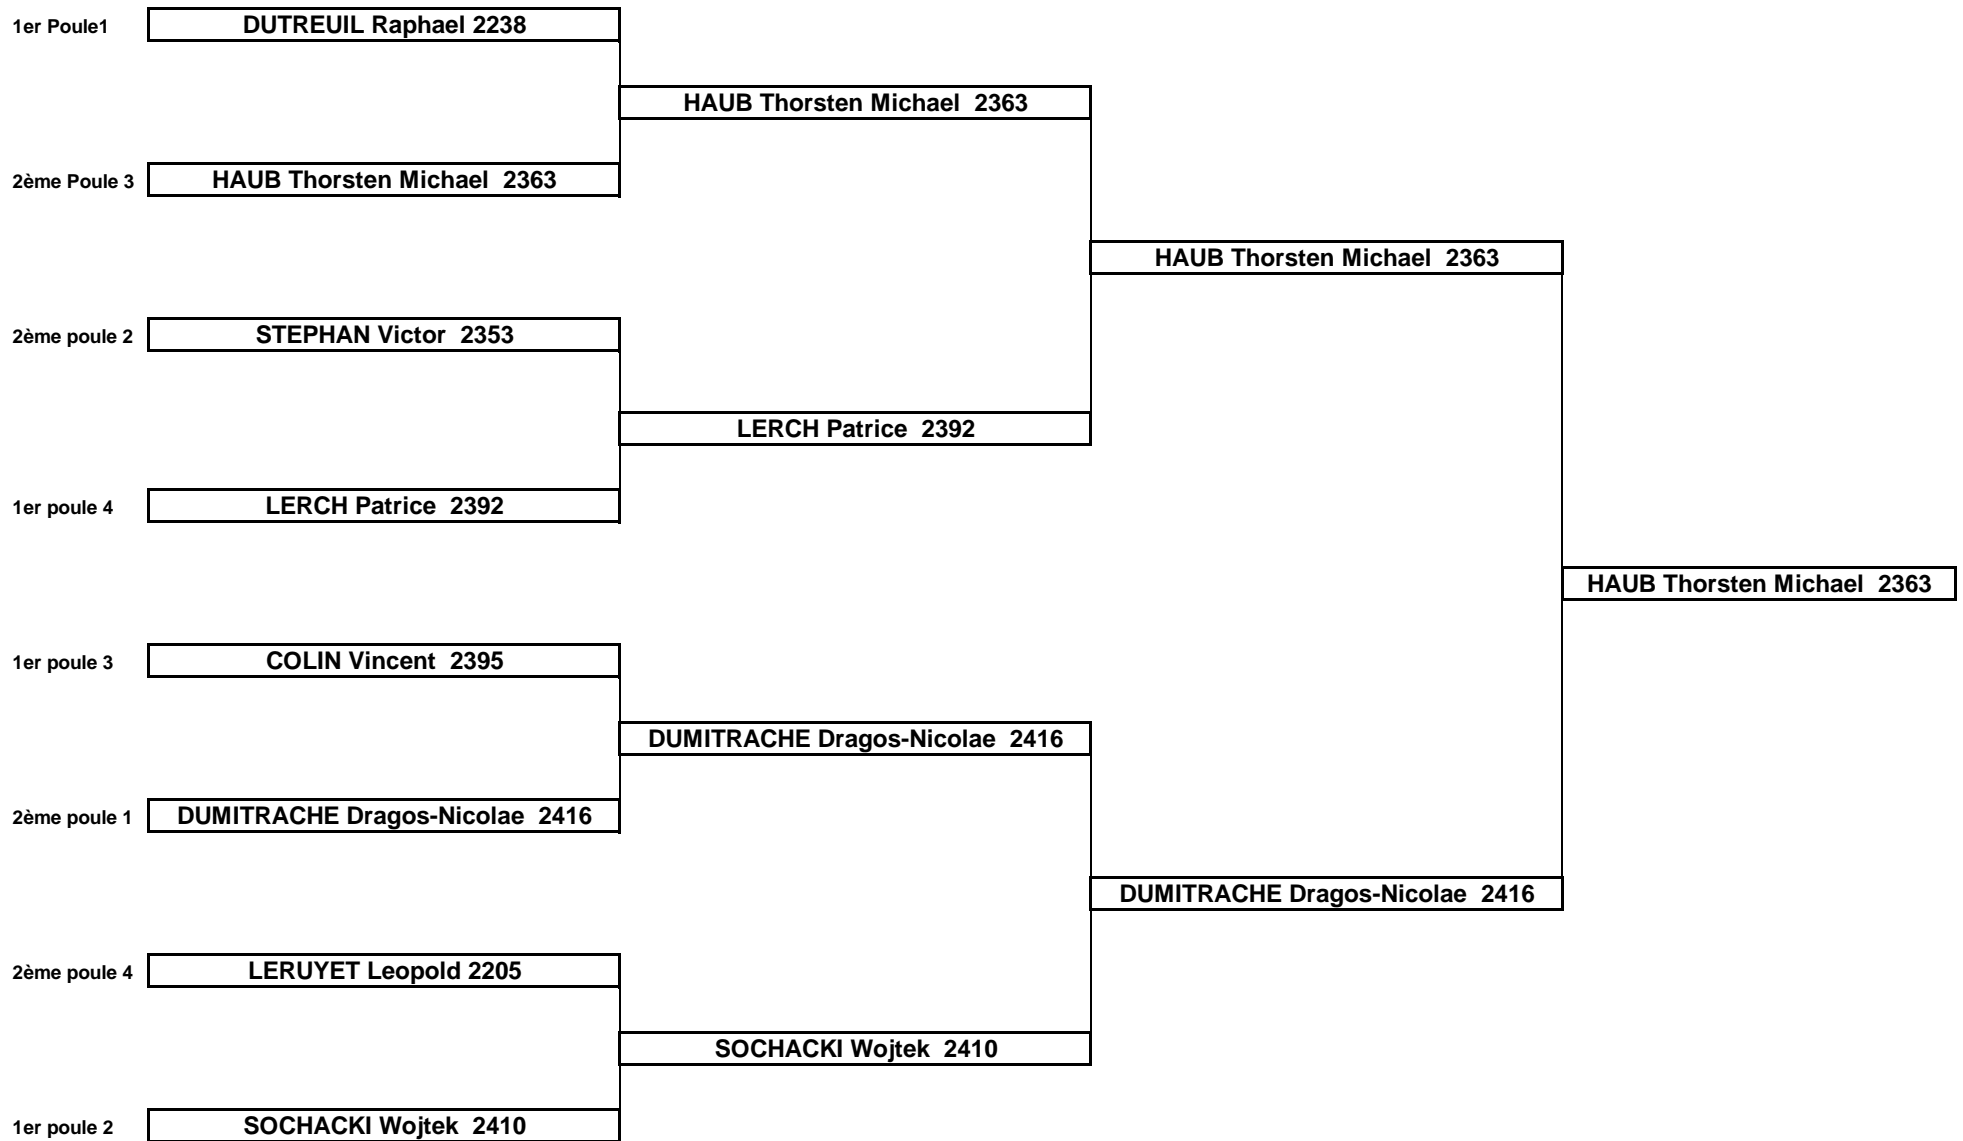 1er Poule1 DUTREUIL Raphael 2238
HAUB Thorsten Michael 2363
2ème Poule 3 HAUB Thorsten Michael 2363
HAUB Thorsten Michael 2363
2ème poule 2 STEPHAN Victor 2353
LERCH Patrice 2392
1er poule 4 LERCH Patrice 2392
HAUB Thorsten Michael 2363
1er poule 3 COLIN Vincent 2395
DUMITRACHE Dragos-Nicolae 2416
2ème poule 1 DUMITRACHE Dragos-Nicolae 2416
DUMITRACHE Dragos-Nicolae 2416
2ème poule 4 LERUYET Leopold 2205
SOCHACKI Wojtek 2410
1er poule 2 SOCHACKI Wojtek 2410